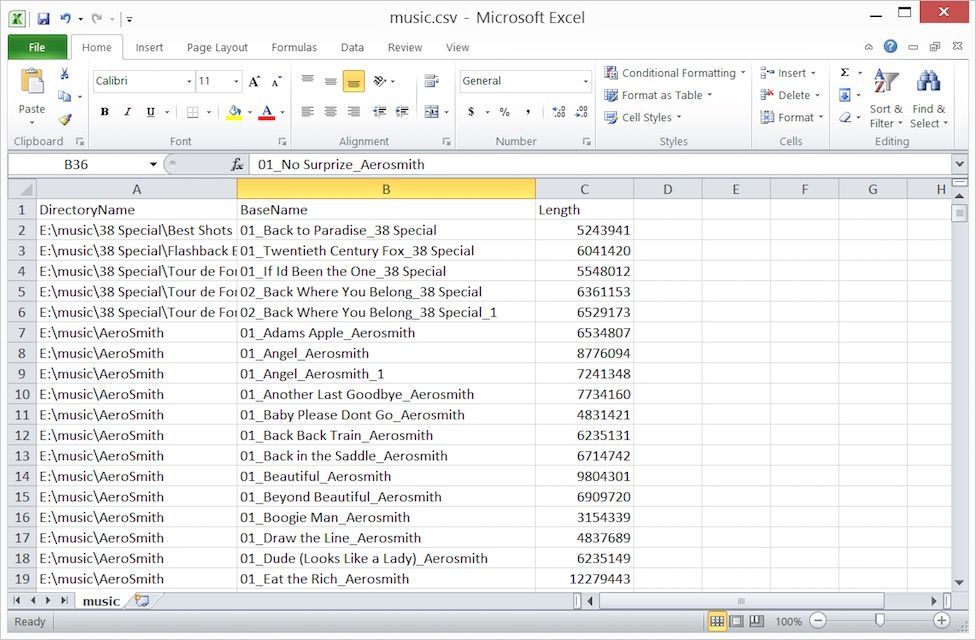 music.csv - Microsoft Excel
File Home Insert Page Layout Formulas Data Review View
Paste
Calibri 11
B I U A A A
General
$ % ,
Conditional Formatting
Format as Table
Cell Styles
Insert
Delete
Format
Σ
Sort & Filter
Find & Select
Clipboard Font Alignment Number Styles Cells Editing
B36 fx 01_No Surprize_Aerosmith
A B C D E F G H
1 DirectoryName BaseName Length
2 E:\music\38 Special\Best Shots 01_Back to Paradise_38 Special 5243941
3 E:\music\38 Special\Flashback E 01_Twentieth Century Fox_38 Special 6041420
4 E:\music\38 Special\Tour de For 01_If Id Been the One_38 Special 5548012
5 E:\music\38 Special\Tour de For 02_Back Where You Belong_38 Special 6361153
6 E:\music\38 Special\Tour de For 02_Back Where You Belong_38 Special_1 6529173
7 E:\music\AeroSmith 01_Adams Apple_Aerosmith 6534807
8 E:\music\AeroSmith 01_Angel_Aerosmith 8776094
9 E:\music\AeroSmith 01_Angel_Aerosmith_1 7241348
10 E:\music\AeroSmith 01_Another Last Goodbye_Aerosmith 7734160
11 E:\music\AeroSmith 01_Baby Please Dont Go_Aerosmith 4831421
12 E:\music\AeroSmith 01_Back Back Train_Aerosmith 6235131
13 E:\music\AeroSmith 01_Back in the Saddle_Aerosmith 6714742
14 E:\music\AeroSmith 01_Beautiful_Aerosmith 9804301
15 E:\music\AeroSmith 01_Beyond Beautiful_Aerosmith 6909720
16 E:\music\AeroSmith 01_Boogie Man_Aerosmith 3154339
17 E:\music\AeroSmith 01_Draw the Line_Aerosmith 4837689
18 E:\music\AeroSmith 01_Dude (Looks Like a Lady)_Aerosmith 6235149
19 E:\music\AeroSmith 01_Eat the Rich_Aerosmith 12279443
music
Ready 100%